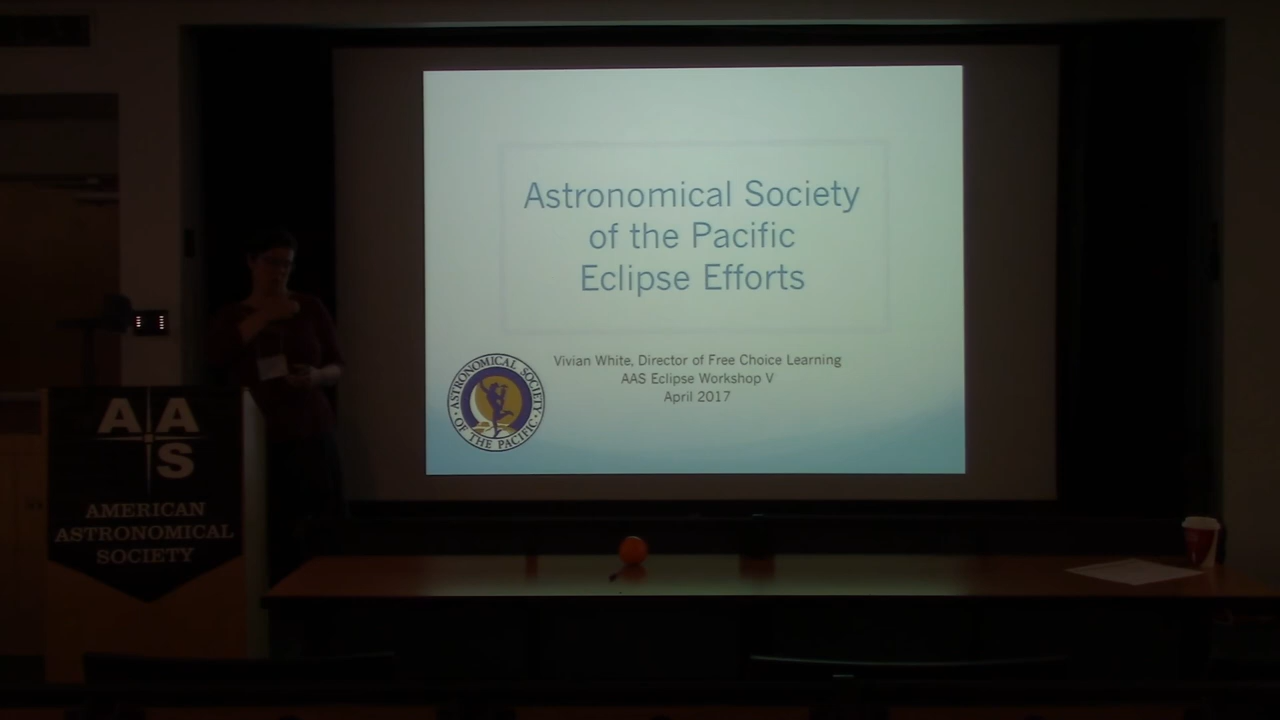 Astronomical Society
of the Pacific
Eclipse Efforts
Vivian White, Director of Free Choice Learning
AAS Eclipse Workshop V
April 2017
ASTRONOMICAL SOCIETY
OF THE PACIFIC
A A
S
AMERICAN
ASTRONOMICAL
SOCIETY